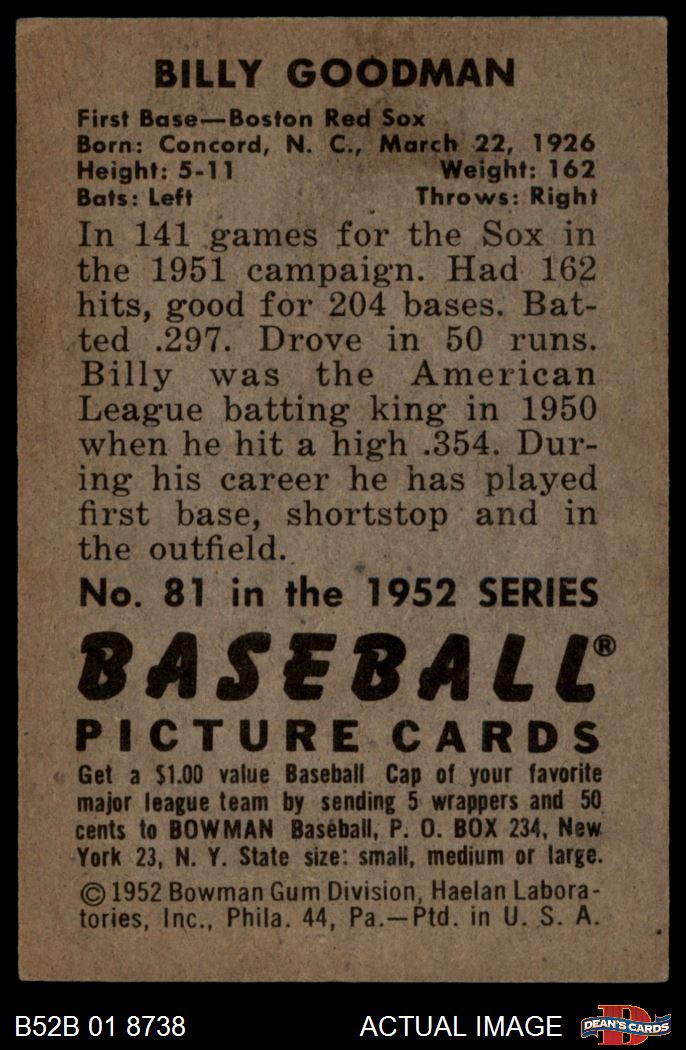 BILLY GOODMAN
First Base—Boston Red Sox
Born: Concord, N. C., March 22, 1926
Height: 5-11 Weight: 162
Bats: Left Throws: Right
In 141 games for the Sox in
the 1951 campaign. Had 162
hits, good for 204 bases. Bat-
ted .297. Drove in 50 runs.
Billy was the American
League batting king in 1950
when he hit a high .354. Dur-
ing his career he has played
first base, shortstop and in
the outfield.
No. 81 in the 1952 SERIES
BASEBALL®
PICTURE CARDS
Get a $1.00 value Baseball Cap of your favorite
major league team by sending 5 wrappers and 50
cents to BOWMAN Baseball, P. O. BOX 234, New
York 23, N. Y. State size: small, medium or large.
©1952 Bowman Gum Division, Haelan Labora-
tories, Inc., Phila. 44, Pa.—Ptd. in U. S. A.
B52B 01 8738 ACTUAL IMAGE DEAN'S CARDS